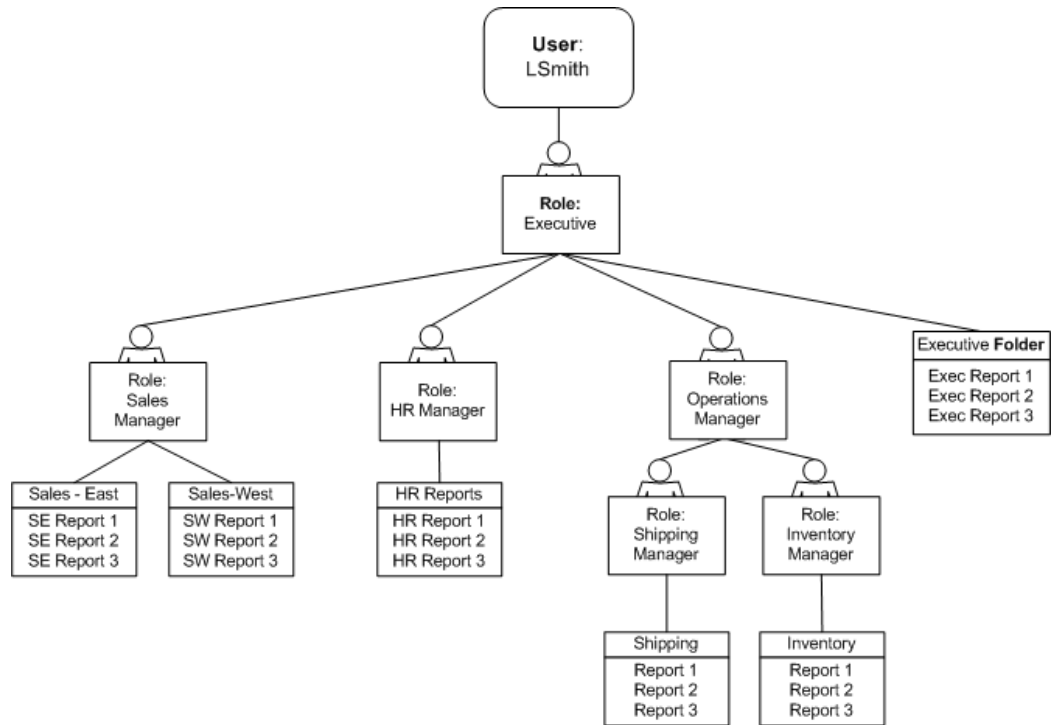 User:
LSmith
Role:
Executive
Role:
Sales
Manager
Role:
HR Manager
Role:
Operations
Manager
Executive Folder
Exec Report 1
Exec Report 2
Exec Report 3
Sales - East
SE Report 1
SE Report 2
SE Report 3
Sales-West
SW Report 1
SW Report 2
SW Report 3
HR Reports
HR Report 1
HR Report 2
HR Report 3
Role:
Shipping
Manager
Role:
Inventory
Manager
Shipping
Report 1
Report 2
Report 3
Inventory
Report 1
Report 2
Report 3